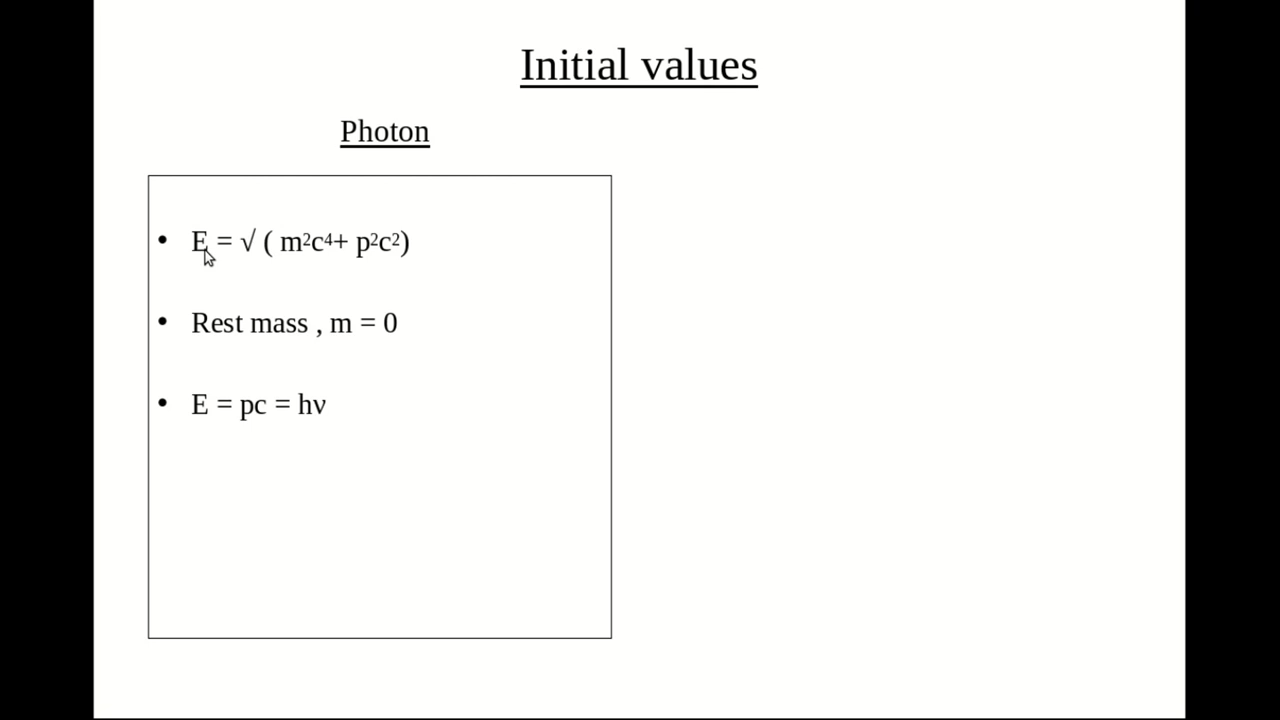 Initial values
Photon
• E = √ ( m²c⁴+ p²c²)
• Rest mass , m = 0
• E = pc = hν